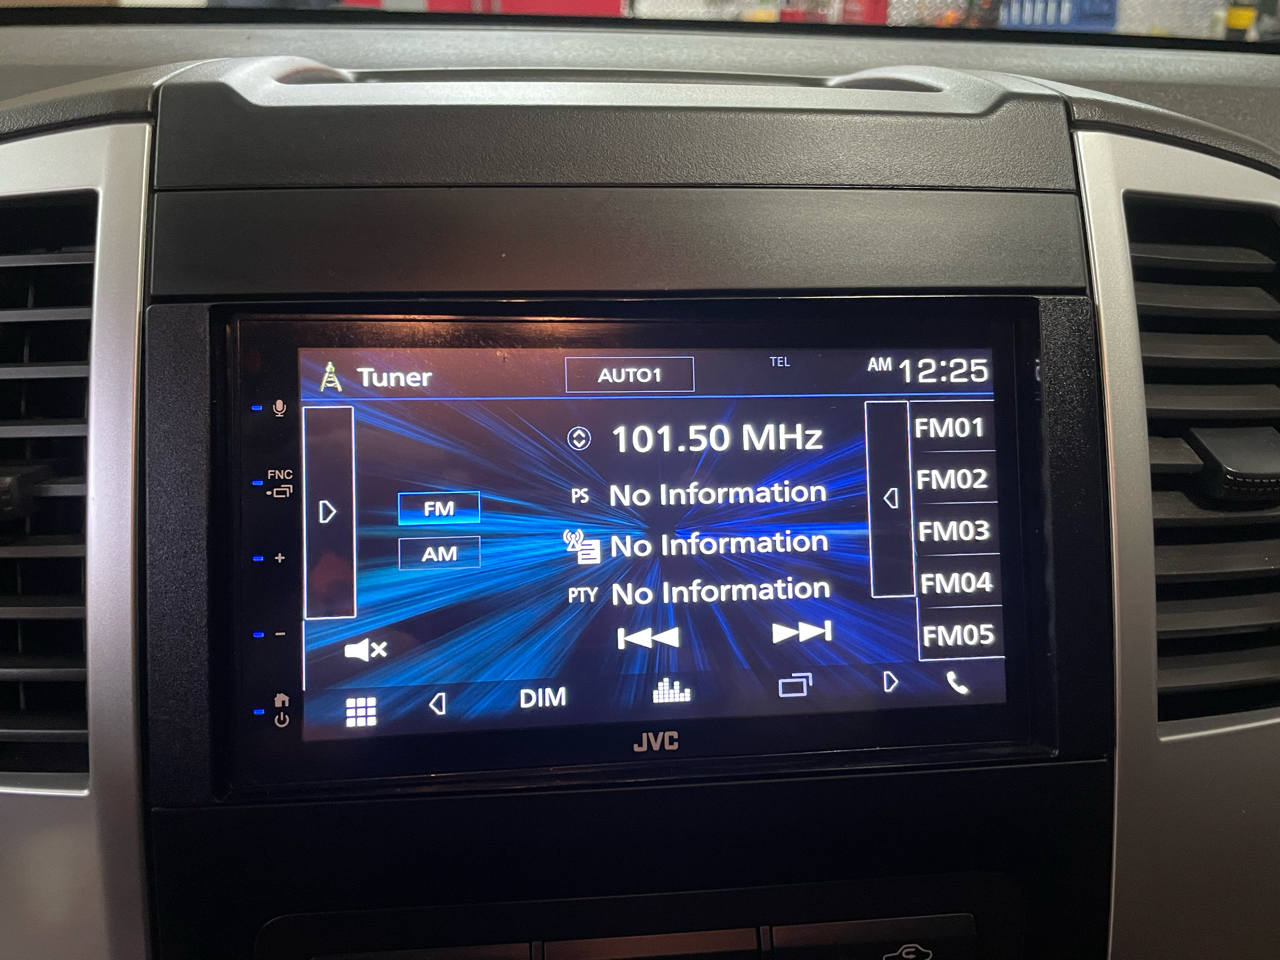 Tuner
AUTO1
TEL
AM 12:25
101.50 MHz
PS No Information
No Information
PTY No Information
FM
AM
FM01
FM02
FM03
FM04
FM05
FNC
+
-
DIM
JVC